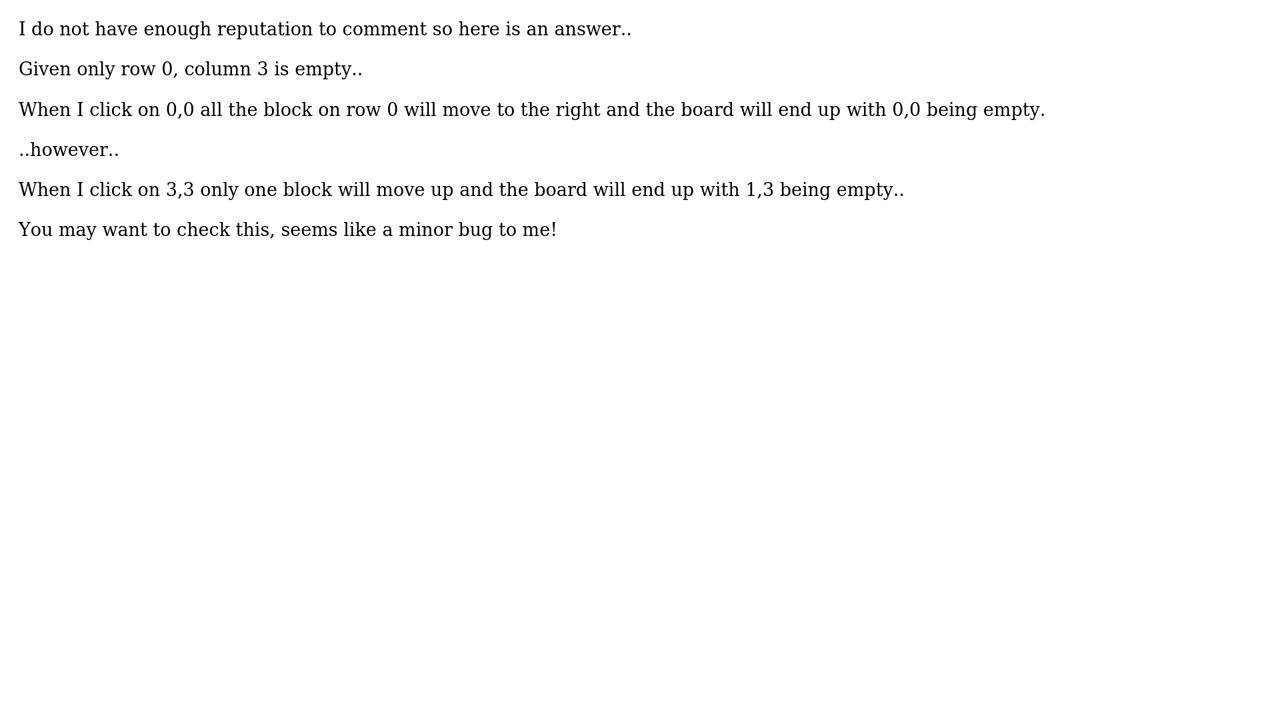 I do not have enough reputation to comment so here is an answer..
Given only row 0, column 3 is empty..
When I click on 0,0 all the block on row 0 will move to the right and the board will end up with 0,0 being empty.
..however..
When I click on 3,3 only one block will move up and the board will end up with 1,3 being empty..
You may want to check this, seems like a minor bug to me!